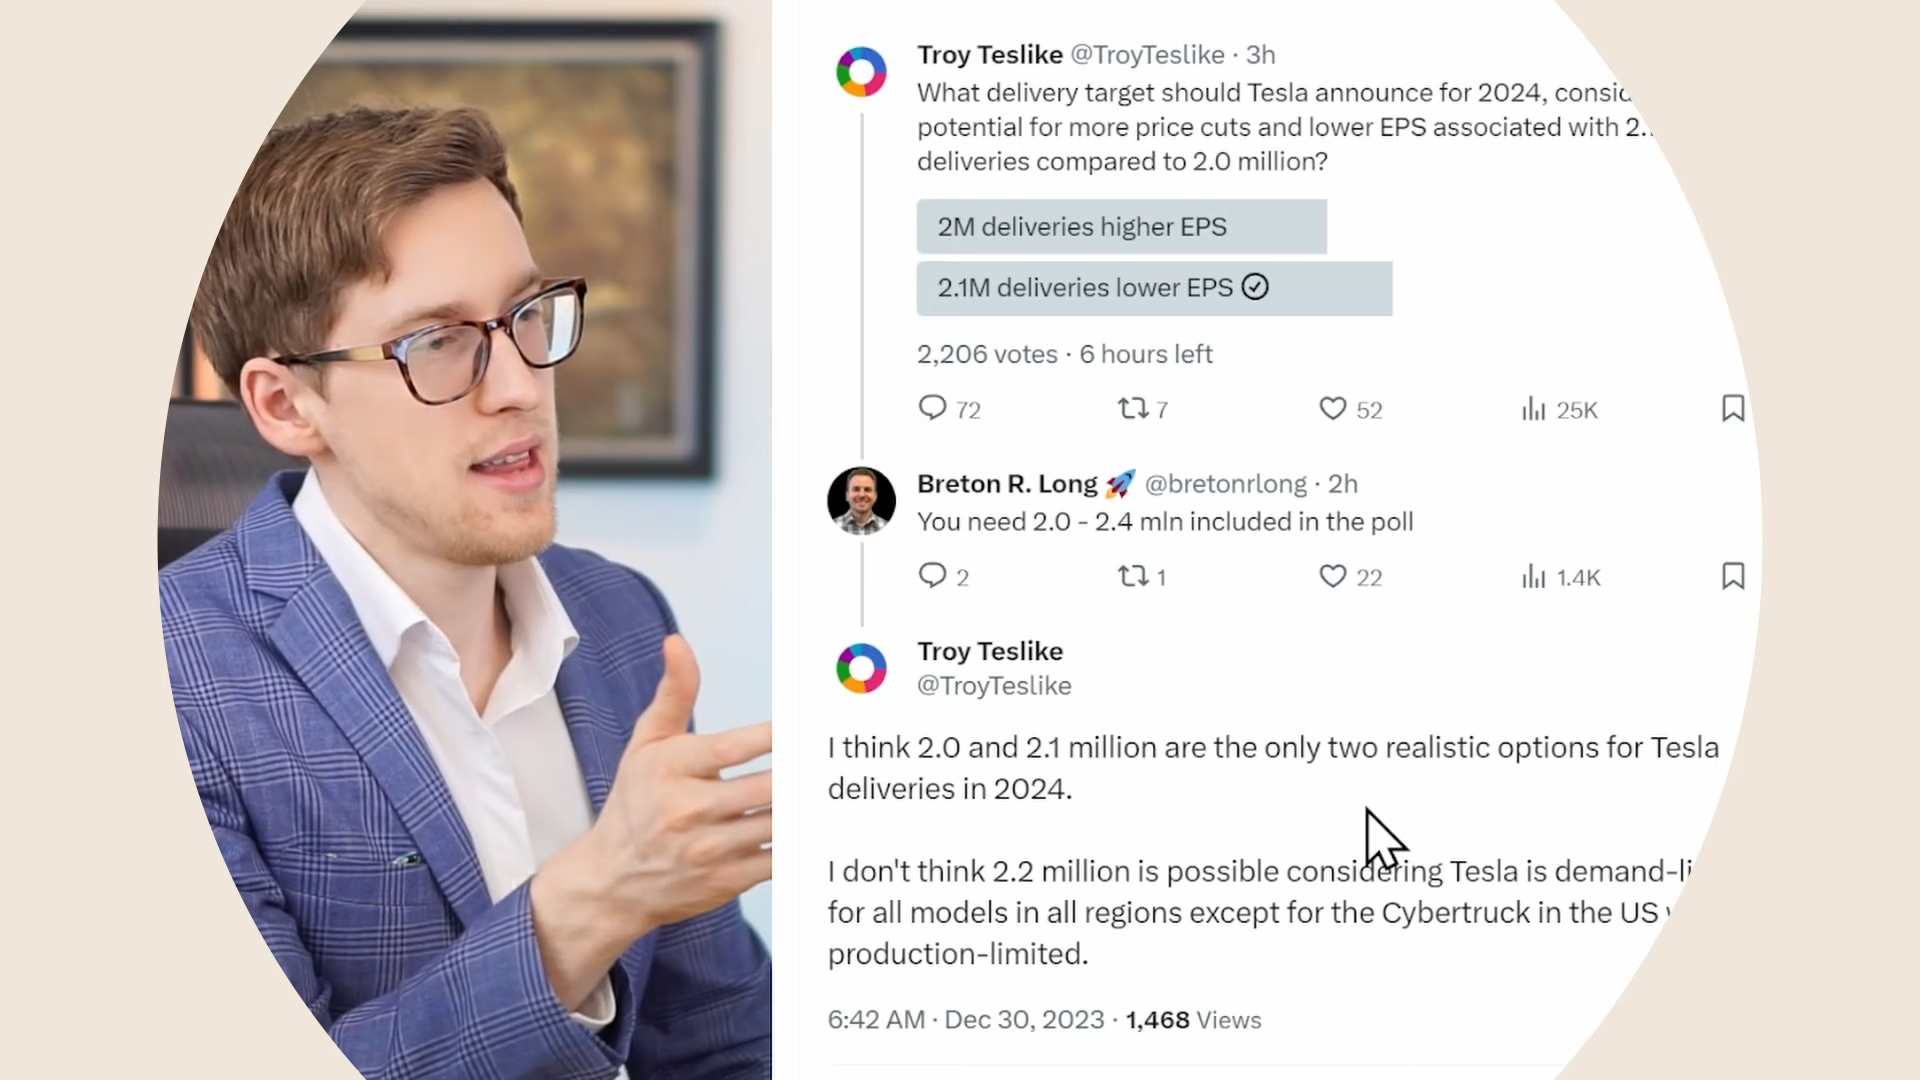 Troy Teslike @TroyTeslike · 3h
What delivery target should Tesla announce for 2024,
potential for more price cuts and lower EPS associated with
deliveries compared to 2.0 million?
2M deliveries higher EPS
2.1M deliveries lower EPS
2,206 votes · 6 hours left
72 7 52 25K
Breton R. Long 🚀 @bretonrlong · 2h
You need 2.0 - 2.4 mln included in the poll
2 1 22 1.4K
Troy Teslike
@TroyTeslike
I think 2.0 and 2.1 million are the only two realistic options for Tesla
deliveries in 2024.
I don't think 2.2 million is possible considering Tesla is
for all models in all regions except for the Cybertruck in the US
production-limited.
6:42 AM · Dec 30, 2023 · 1,468 Views